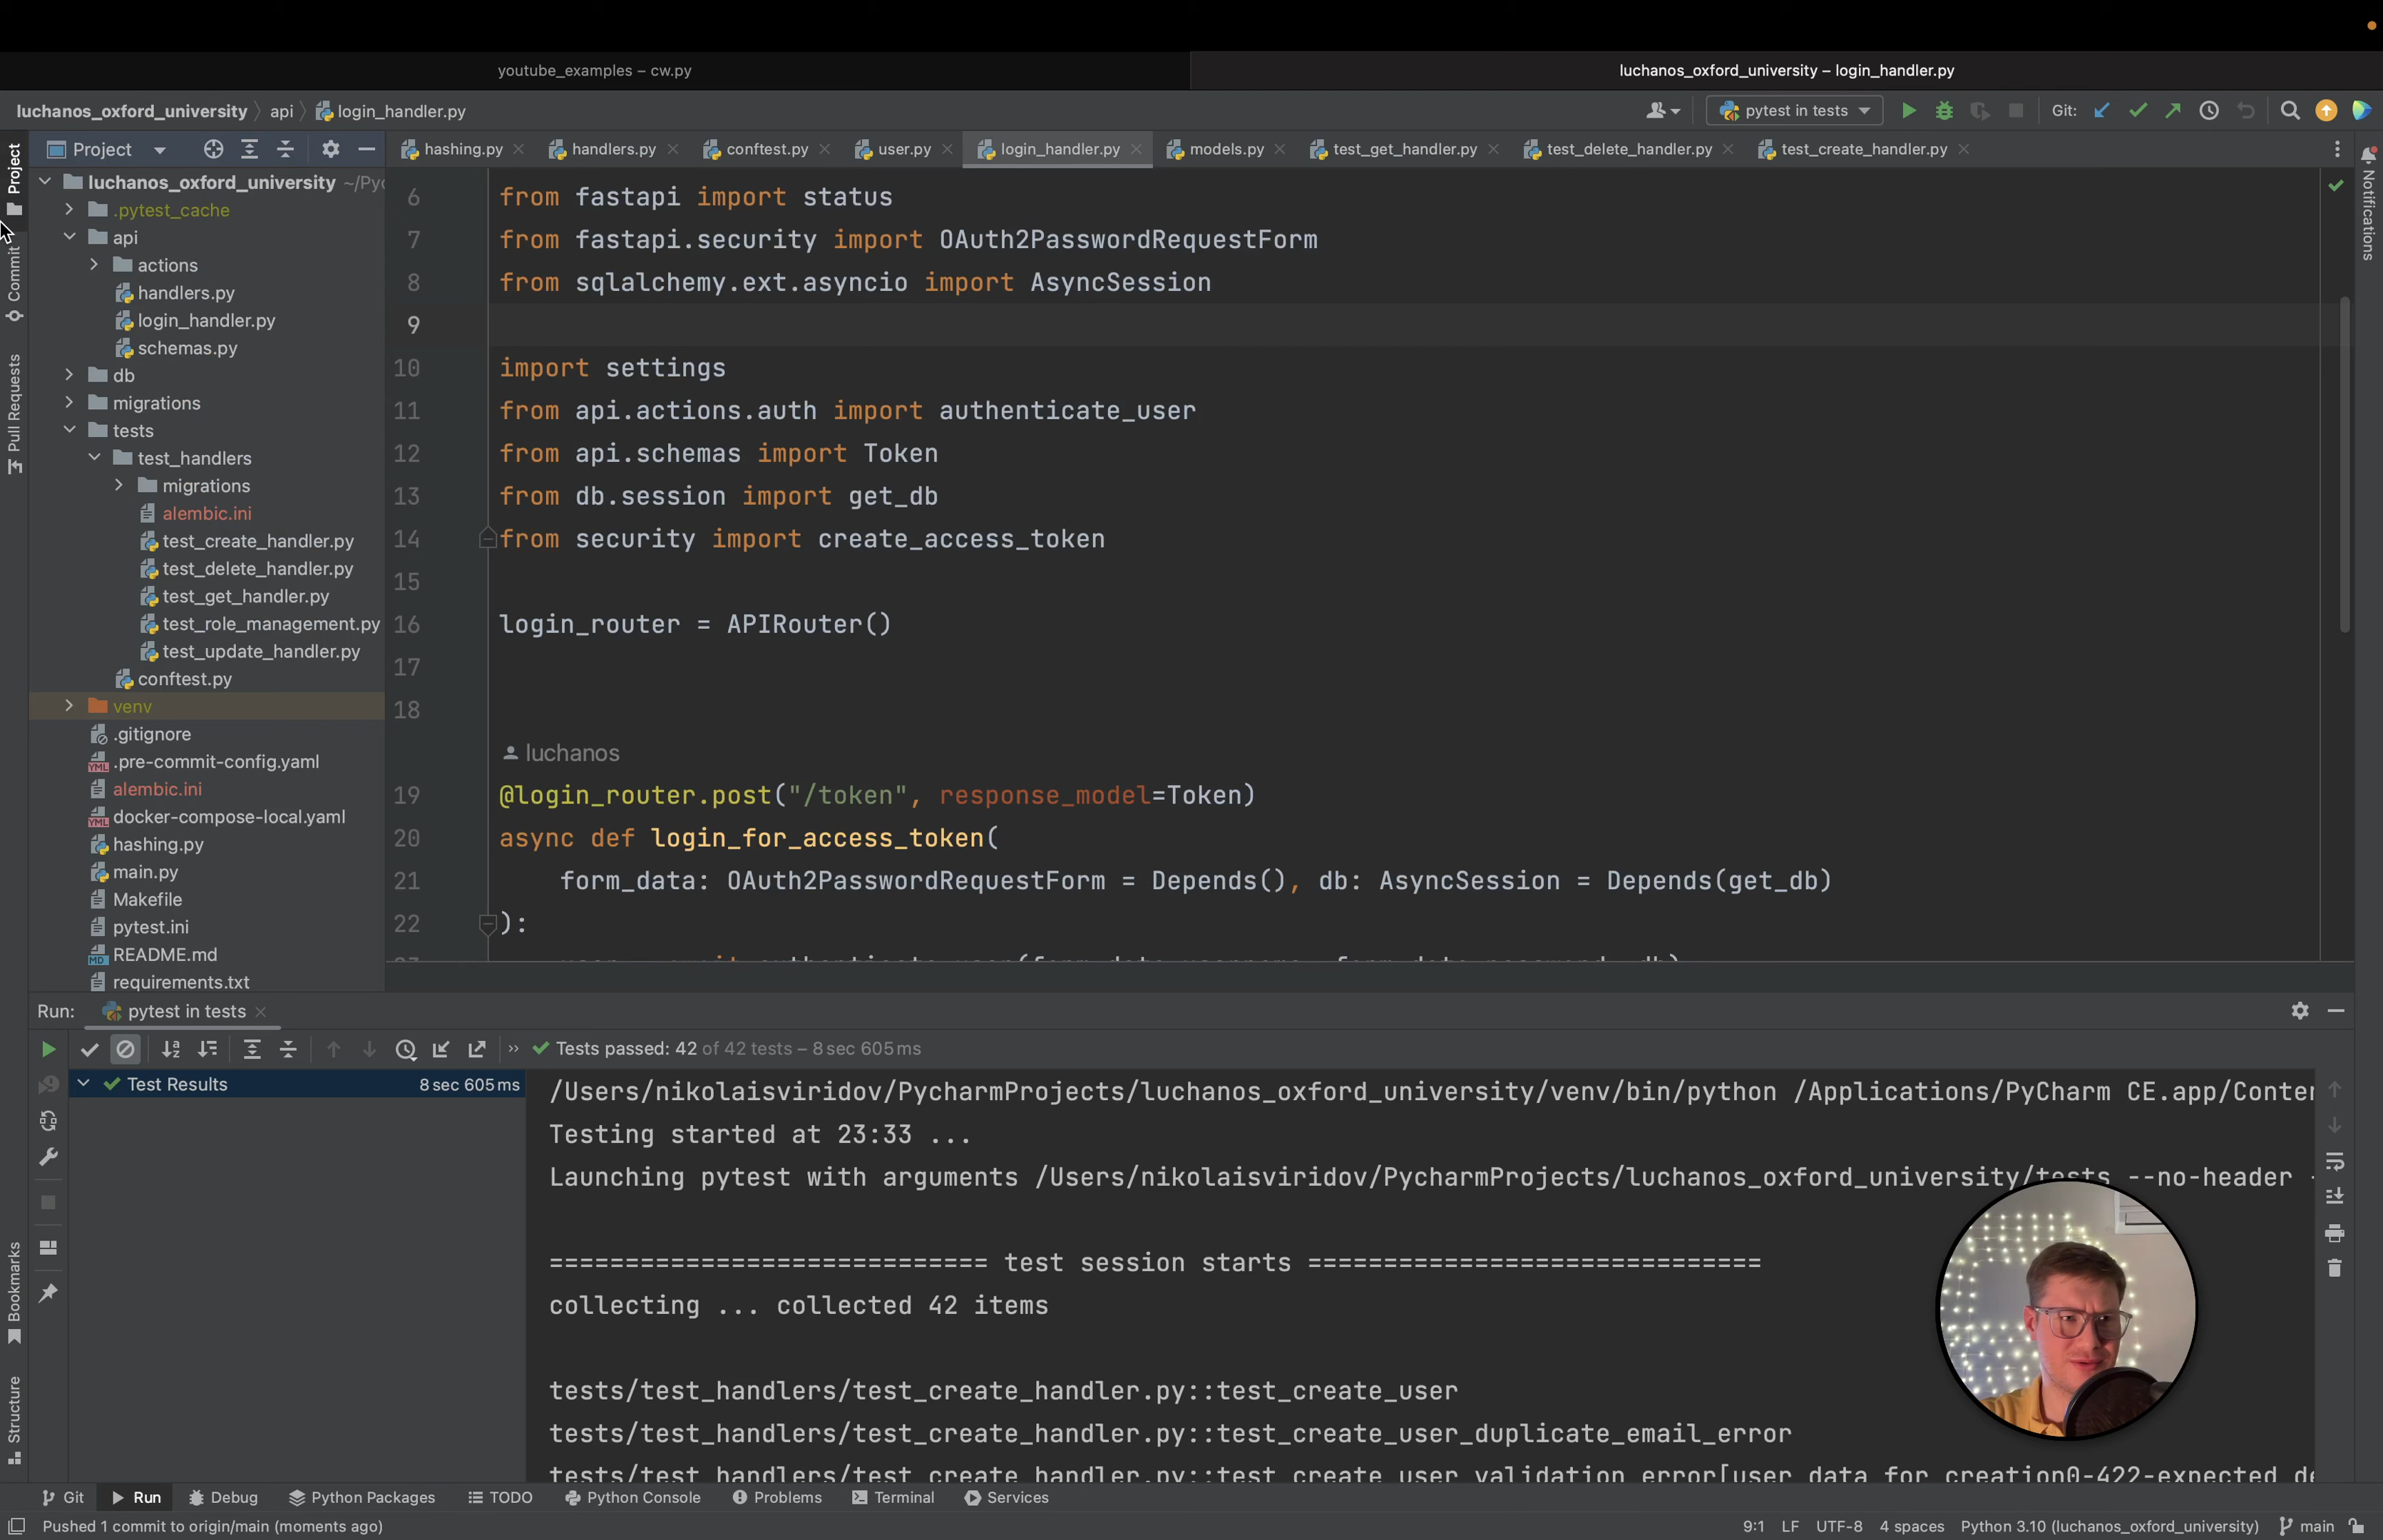 youtube_examples – cw.py
luchanos_oxford_university – login_handler.py
luchanos_oxford_university 〉 api 〉 login_handler.py
pytest in tests
Git:
Project
hashing.py
handlers.py
conftest.py
user.py
login_handler.py
models.py
test_get_handler.py
test_delete_handler.py
test_create_handler.py
Project
Commit
Pull Requests
Bookmarks
Structure
Notifications
luchanos_oxford_university ~/Pyc
.pytest_cache
api
actions
handlers.py
login_handler.py
schemas.py
db
migrations
tests
test_handlers
migrations
alembic.ini
test_create_handler.py
test_delete_handler.py
test_get_handler.py
test_role_management.py
test_update_handler.py
conftest.py
venv
.gitignore
.pre-commit-config.yaml
alembic.ini
docker-compose-local.yaml
hashing.py
main.py
Makefile
pytest.ini
README.md
requirements.txt
6 from fastapi import status
7 from fastapi.security import OAuth2PasswordRequestForm
8 from sqlalchemy.ext.asyncio import AsyncSession
9
10 import settings
11 from api.actions.auth import authenticate_user
12 from api.schemas import Token
13 from db.session import get_db
14 from security import create_access_token
15
16 login_router = APIRouter()
17
18
luchanos
19 @login_router.post("/token", response_model=Token)
20 async def login_for_access_token(
21 form_data: OAuth2PasswordRequestForm = Depends(), db: AsyncSession = Depends(get_db)
22 ):
Run: pytest in tests
Tests passed: 42 of 42 tests – 8 sec 605 ms
Test Results 8 sec 605 ms
/Users/nikolaisviridov/PycharmProjects/luchanos_oxford_university/venv/bin/python /Applications/PyCharm CE.app/Conten
Testing started at 23:33 ...
Launching pytest with arguments /Users/nikolaisviridov/PycharmProjects/luchanos_oxford_university/tests --no-header
============================= test session starts ==============================
collecting ... collected 42 items
tests/test_handlers/test_create_handler.py::test_create_user
tests/test_handlers/test_create_handler.py::test_create_user_duplicate_email_error
tests/test_handlers/test_create_handler.py::test_create_user_validation_error[user_data_for_creation0-422-expected_de
Git
Run
Debug
Python Packages
TODO
Python Console
Problems
Terminal
Services
Pushed 1 commit to origin/main (moments ago)
9:1 LF UTF-8 4 spaces Python 3.10 (luchanos_oxford_university) main